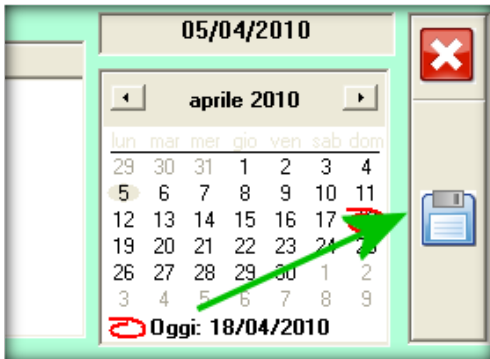 05/04/2010
aprile 2010
lun mar mer gio ven sab dom
29 30 31 1 2 3 4
5 6 7 8 9 10 11
12 13 14 15 16 17
19 20 21 22 23 24 25
26 27 28 29 30 1 2
3 4 5 6 7 8 9
Oggi: 18/04/2010